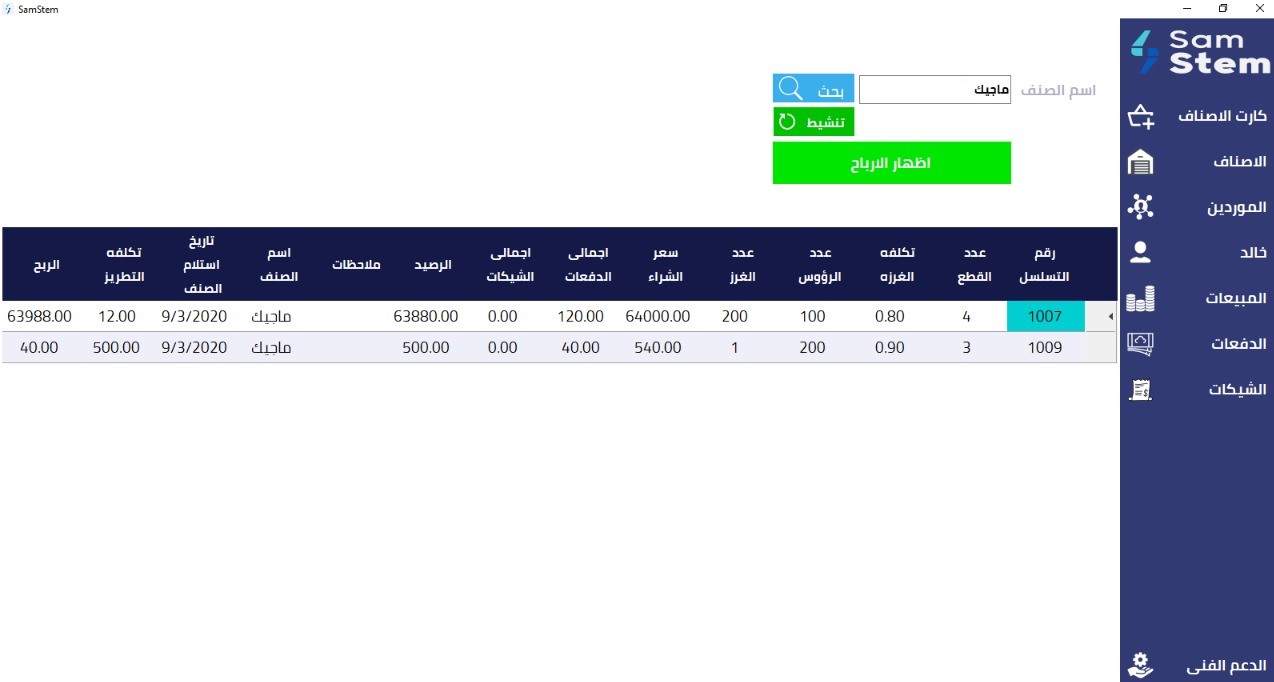 SamStem
Sam
Stem
كارت الاصناف
الاصناف
الموردين
خالد
المبيعات
الدفعات
الشيكات
الدعم الفنى
اسم الصنف ماجيك بحث
تنشيط
اظهار الارباح
رقم التسلسل عدد القطع تكلفه الغرزه عدد الرؤوس عدد الغرز سعر الشراء اجمالى الدفعات اجمالى الشيكات الرصيد ملاحظات اسم الصنف تاريخ استلام الصنف تكلفه التطريز الربح
1007 4 0.80 100 200 64000.00 120.00 0.00 63880.00 ماجيك 9/3/2020 12.00 63988.00
1009 3 0.90 200 1 540.00 40.00 0.00 500.00 ماجيك 9/3/2020 500.00 40.00